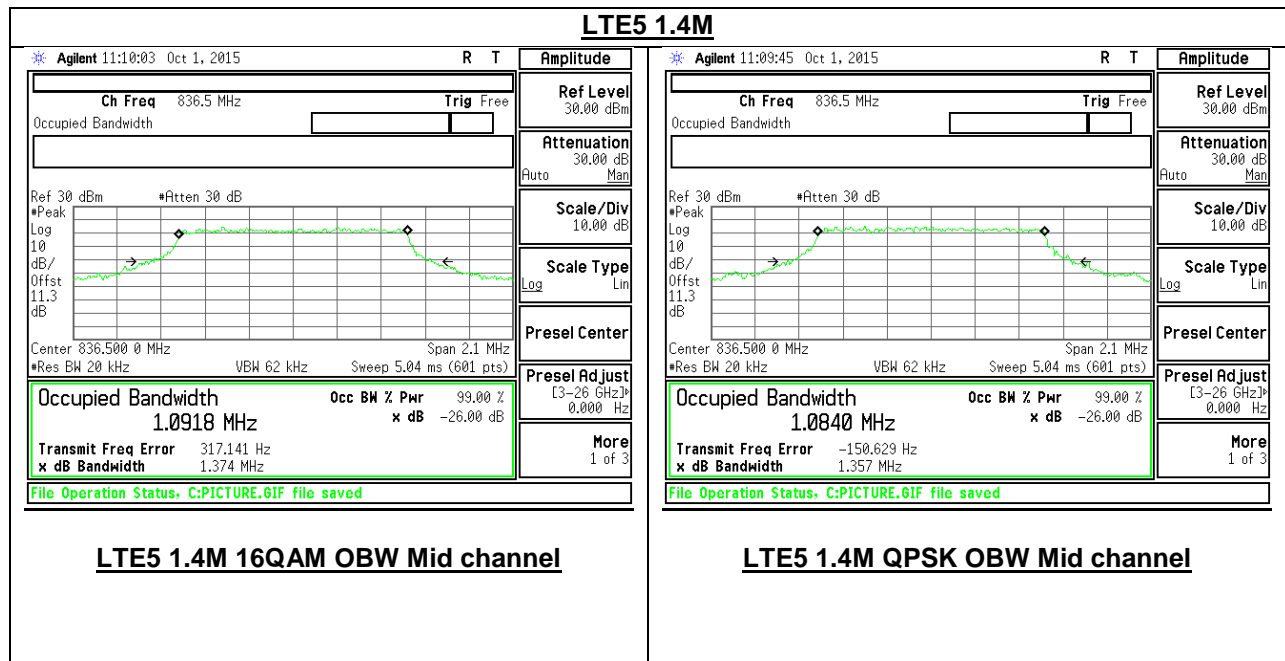 LTE5 1.4M
Agilent 11:10:03 Oct 1, 2015 R T
Ch Freq 836.5 MHz Trig Free
Occupied Bandwidth
Ref 30 dBm #Atten 30 dB
#Peak
Log
10
dB/
Offst
11.3
dB
Center 836.500 0 MHz Span 2.1 MHz
#Res BW 20 kHz VBW 62 kHz Sweep 5.04 ms (601 pts)
Occupied Bandwidth Occ BW % Pwr 99.00 %
1.0918 MHz x dB -26.00 dB
Transmit Freq Error 317.141 Hz
x dB Bandwidth 1.374 MHz
File Operation Status, C:PICTURE.GIF file saved
Amplitude
Ref Level
30.00 dBm
Attenuation
30.00 dB
Auto Man
Scale/Div
10.00 dB
Scale Type
Log Lin
Presel Center
Presel Adjust
[3-26 GHz]
0.000 Hz
More
1 of 3
LTE5 1.4M 16QAM OBW Mid channel
Agilent 11:09:45 Oct 1, 2015 R T
Ch Freq 836.5 MHz Trig Free
Occupied Bandwidth
Ref 30 dBm #Atten 30 dB
#Peak
Log
10
dB/
Offst
11.3
dB
Center 836.500 0 MHz Span 2.1 MHz
#Res BW 20 kHz VBW 62 kHz Sweep 5.04 ms (601 pts)
Occupied Bandwidth Occ BW % Pwr 99.00 %
1.0840 MHz x dB -26.00 dB
Transmit Freq Error -150.629 Hz
x dB Bandwidth 1.357 MHz
File Operation Status, C:PICTURE.GIF file saved
Amplitude
Ref Level
30.00 dBm
Attenuation
30.00 dB
Auto Man
Scale/Div
10.00 dB
Scale Type
Log Lin
Presel Center
Presel Adjust
[3-26 GHz]
0.000 Hz
More
1 of 3
LTE5 1.4M QPSK OBW Mid channel